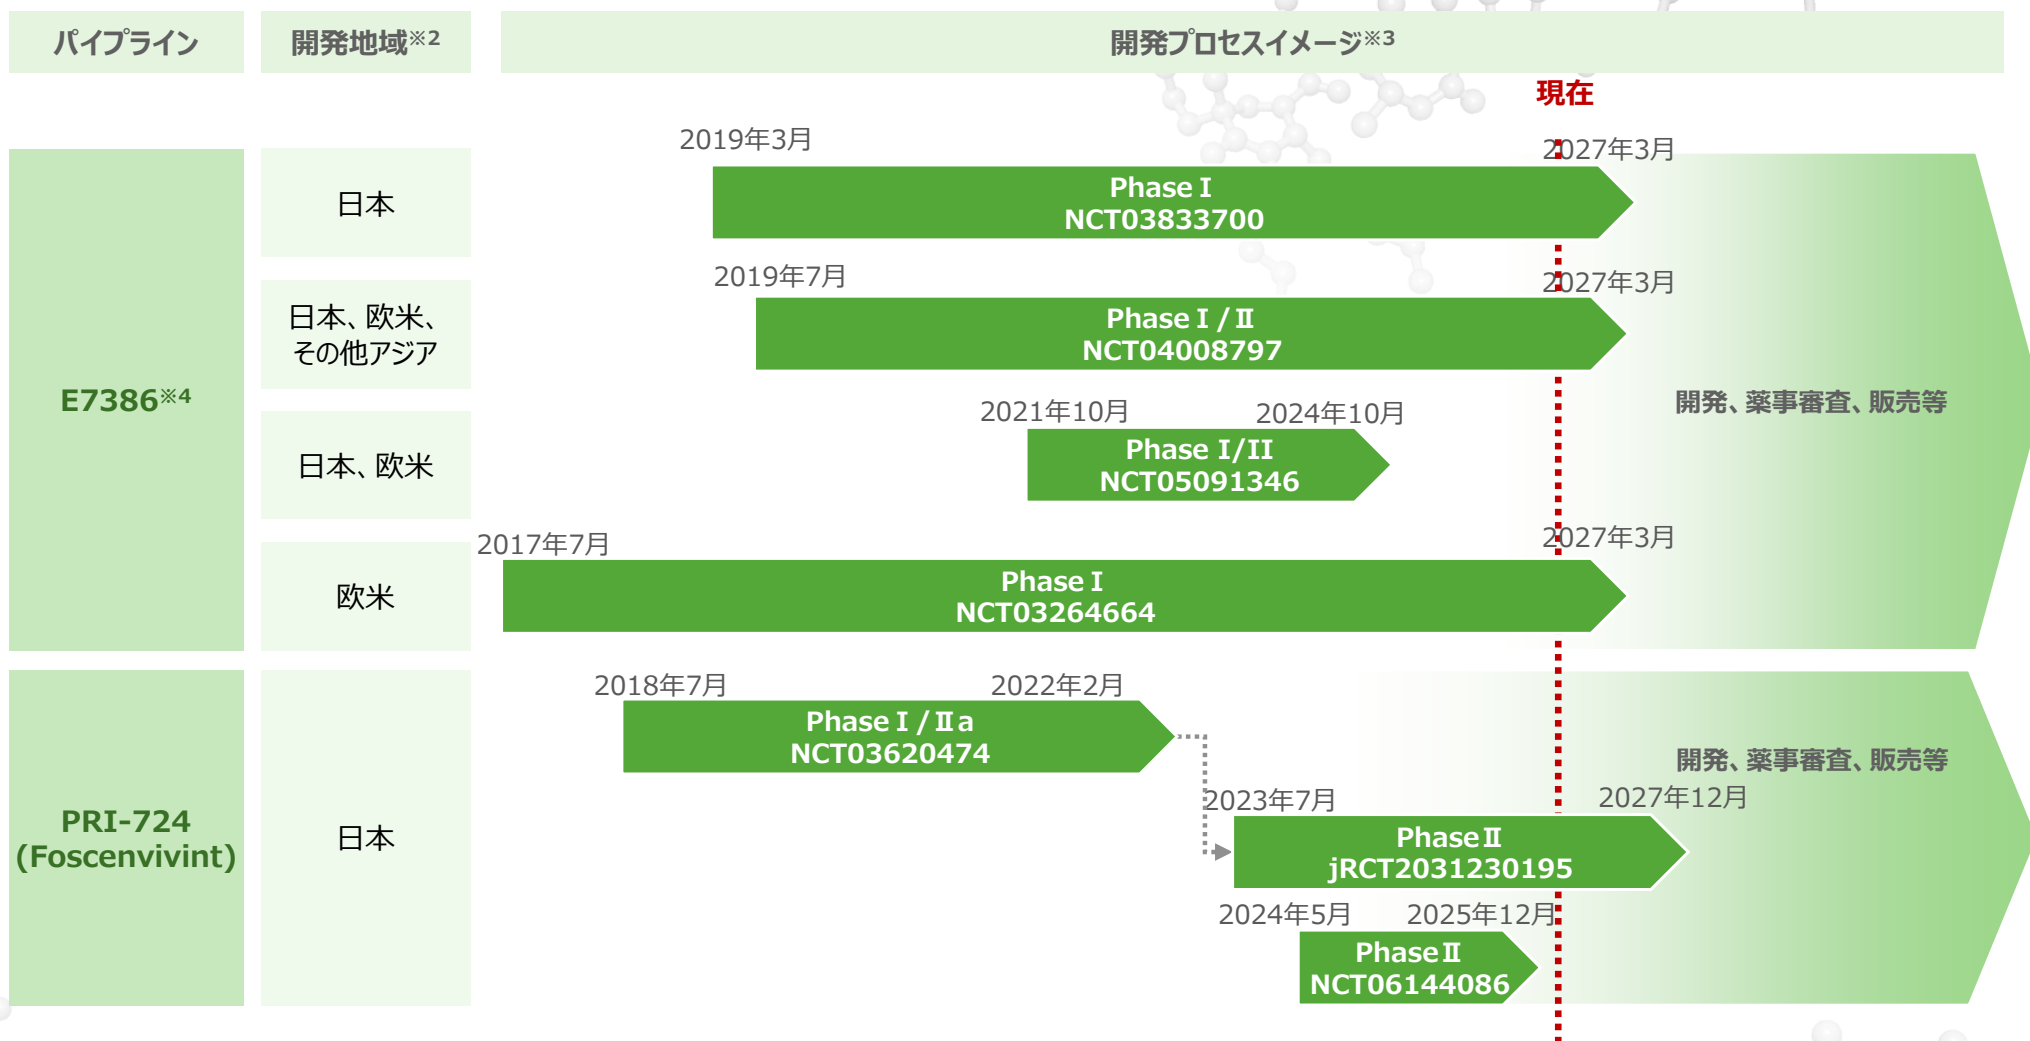 パイプライン
開発地域※2
開発プロセスイメージ※3
現在
E7386※4
日本
2019年3月
2027年3月
Phase Ⅰ
NCT03833700
日本、欧米、
その他アジア
2019年7月
2027年3月
Phase Ⅰ / Ⅱ
NCT04008797
日本、欧米
2021年10月
2024年10月
Phase I/II
NCT05091346
欧米
2017年7月
2027年3月
Phase Ⅰ
NCT03264664
開発、薬事審査、販売等
PRI-724
(Foscenvivint)
日本
2018年7月
2022年2月
Phase Ⅰ / Ⅱa
NCT03620474
2023年7月
2027年12月
Phase Ⅱ
jRCT2031230195
2024年5月
2025年12月
Phase Ⅱ
NCT06144086
開発、薬事審査、販売等